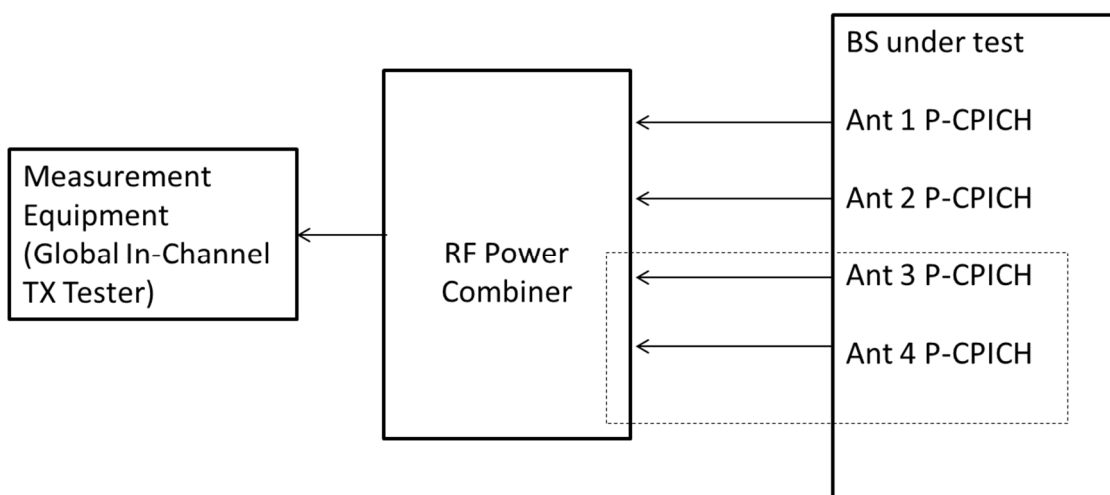 Measurement
Equipment
(Global In-Channel
TX Tester)
RF Power
Combiner
BS under test
Ant 1 P-CPICH
Ant 2 P-CPICH
Ant 3 P-CPICH
Ant 4 P-CPICH